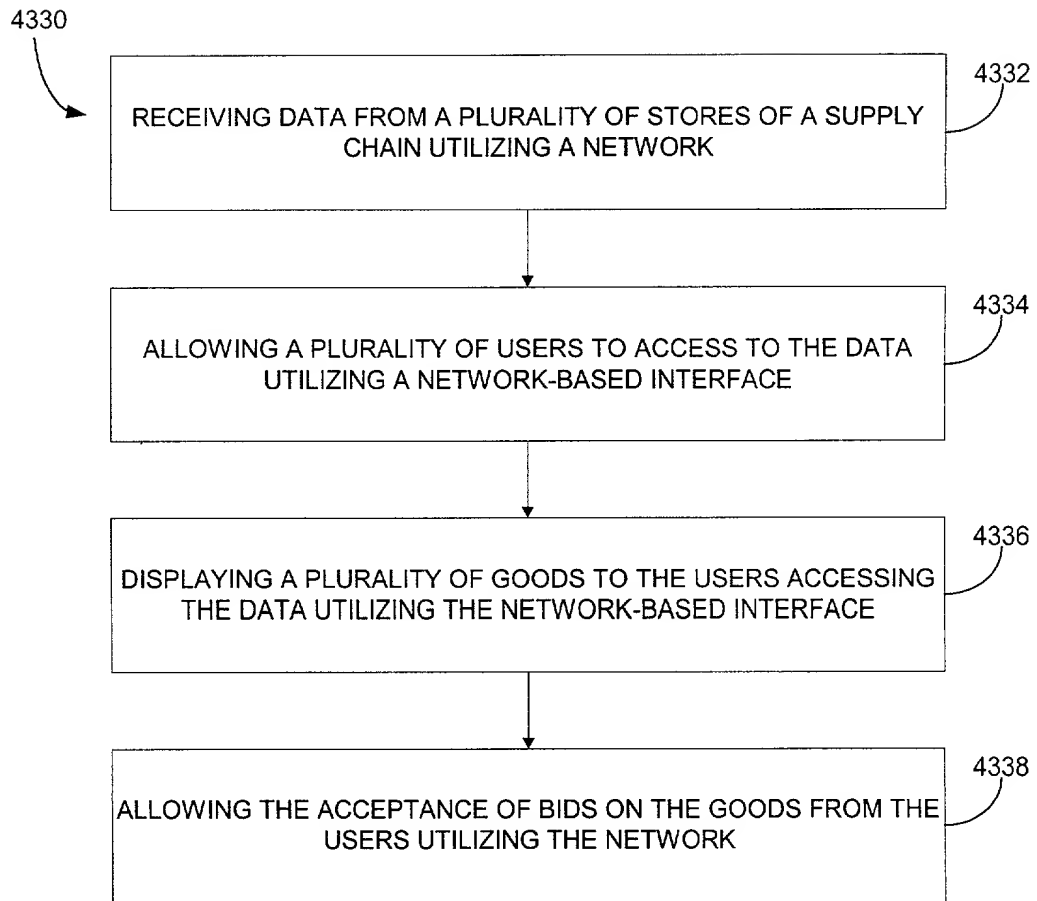 4330
4332
RECEIVING DATA FROM A PLURALITY OF STORES OF A SUPPLY
CHAIN UTILIZING A NETWORK
4334
ALLOWING A PLURALITY OF USERS TO ACCESS TO THE DATA
UTILIZING A NETWORK-BASED INTERFACE
4336
DISPLAYING A PLURALITY OF GOODS TO THE USERS ACCESSING
THE DATA UTILIZING THE NETWORK-BASED INTERFACE
4338
ALLOWING THE ACCEPTANCE OF BIDS ON THE GOODS FROM THE
USERS UTILIZING THE NETWORK